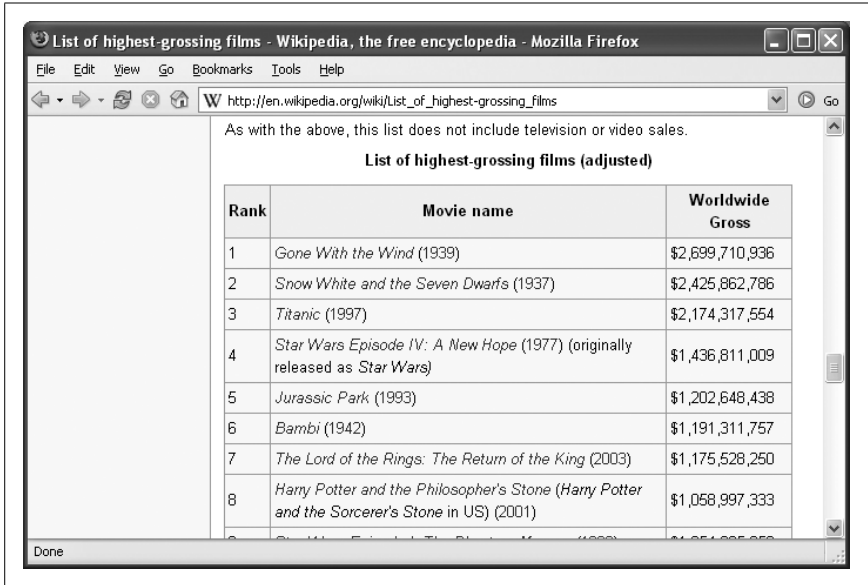 List of highest-grossing films - Wikipedia, the free encyclopedia - Mozilla Firefox
File Edit View Go Bookmarks Tools Help
W http://en.wikipedia.org/wiki/List_of_highest-grossing_films Go
As with the above, this list does not include television or video sales.
List of highest-grossing films (adjusted)
Rank Movie name Worldwide
Gross
1 Gone With the Wind (1939) $2,699,710,936
2 Snow White and the Seven Dwarfs (1937) $2,425,862,786
3 Titanic (1997) $2,174,317,554
4 Star Wars Episode IV: A New Hope (1977) (originally
released as Star Wars) $1,436,811,009
5 Jurassic Park (1993) $1,202,648,438
6 Bambi (1942) $1,191,311,757
7 The Lord of the Rings: The Return of the King (2003) $1,175,528,250
8 Harry Potter and the Philosopher's Stone (Harry Potter
and the Sorcerer's Stone in US) (2001) $1,058,997,333
Done